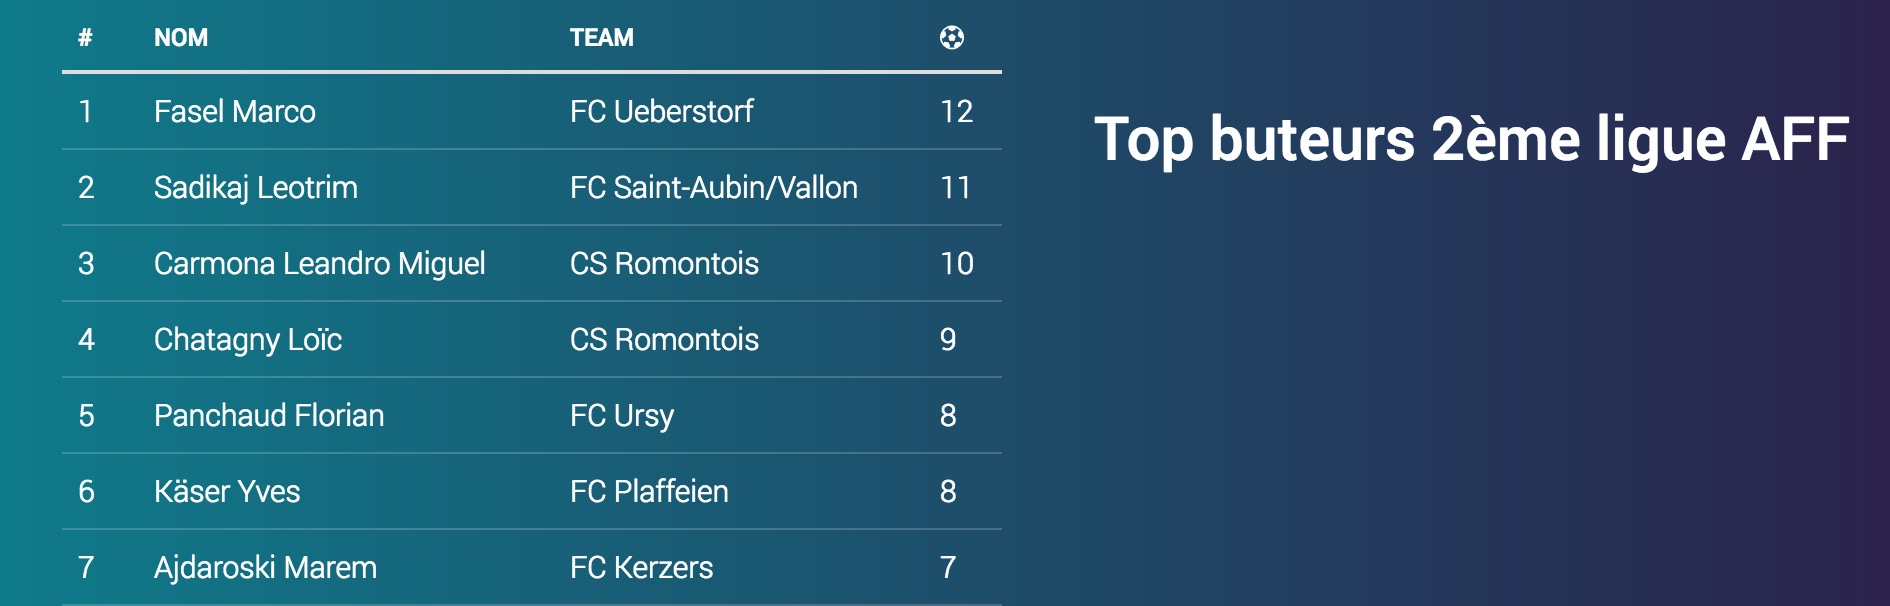 # NOM TEAM
1 Fasel Marco FC Ueberstorf 12
2 Sadikaj Leotrim FC Saint-Aubin/Vallon 11
3 Carmona Leandro Miguel CS Romontois 10
4 Chatagny Loïc CS Romontois 9
5 Panchaud Florian FC Ursy 8
6 Käser Yves FC Plaffeien 8
7 Ajdaroski Marem FC Kerzers 7
Top buteurs 2ème ligue AFF